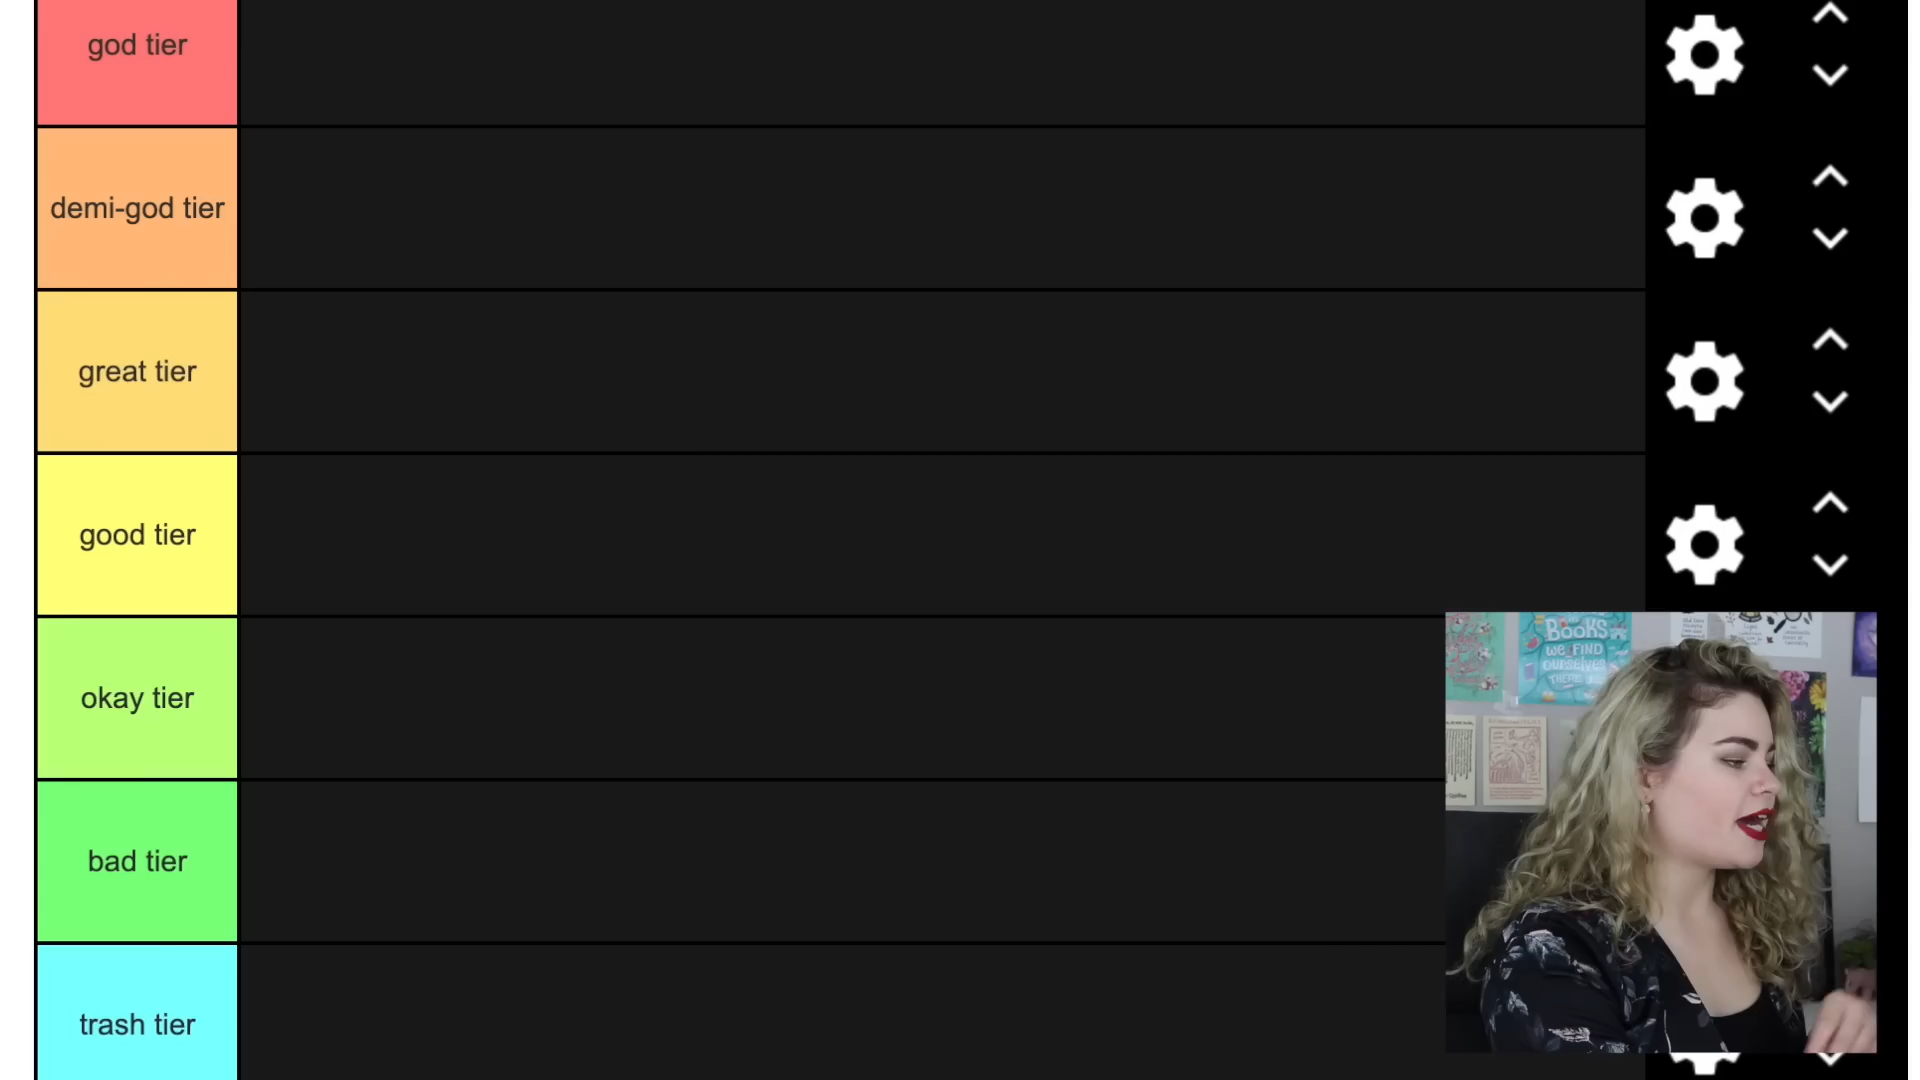 god tier
demi-god tier
great tier
good tier
okay tier
bad tier
trash tier
BOOKS
WE FIND
OURSELVES